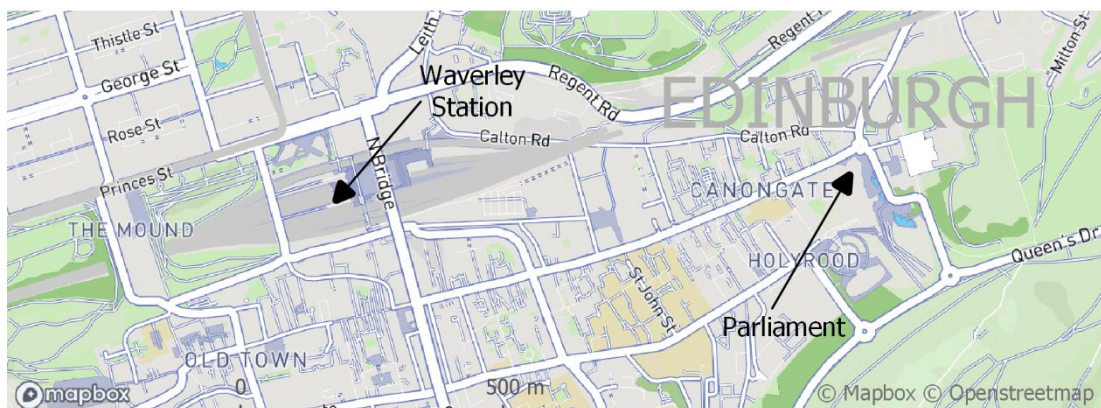 Thistle St
George St
Rose St
Princes St
THE MOUND
OLD TOWN
Leith
Waverley
Station
N Bridge
Regent Rd
Calton Rd
EDINBURGH
Regent
Milton St
Calton Rd
CANONGATE
HOLYROOD
St John St
Parliament
Queen's Dr
0
500 m
mapbox
© Mapbox © Openstreetmap